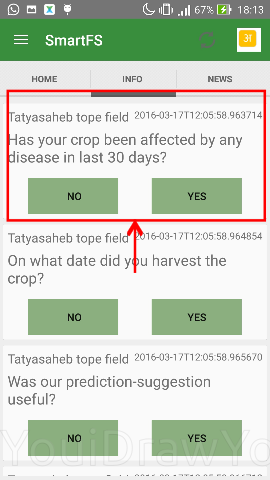 67% 18:13
SmartFS 31
HOME INFO NEWS
Tatyasaheb tope field 2016-03-17T12:05:58.963714
Has your crop been affected by any
disease in last 30 days?
NO YES
Tatyasaheb tope field 2016-03-17T12:05:58.964854
On what date did you harvest the
crop?
NO YES
Tatyasaheb tope field 2016-03-17T12:05:58.965670
Was our prediction-suggestion
useful?
NO YES
YouiDrawYo